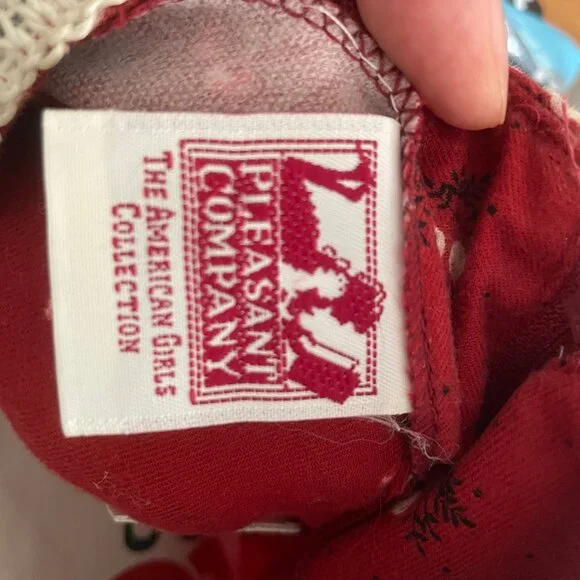 PLEASANT
COMPANY
THE AMERICAN GIRLS
COLLECTION